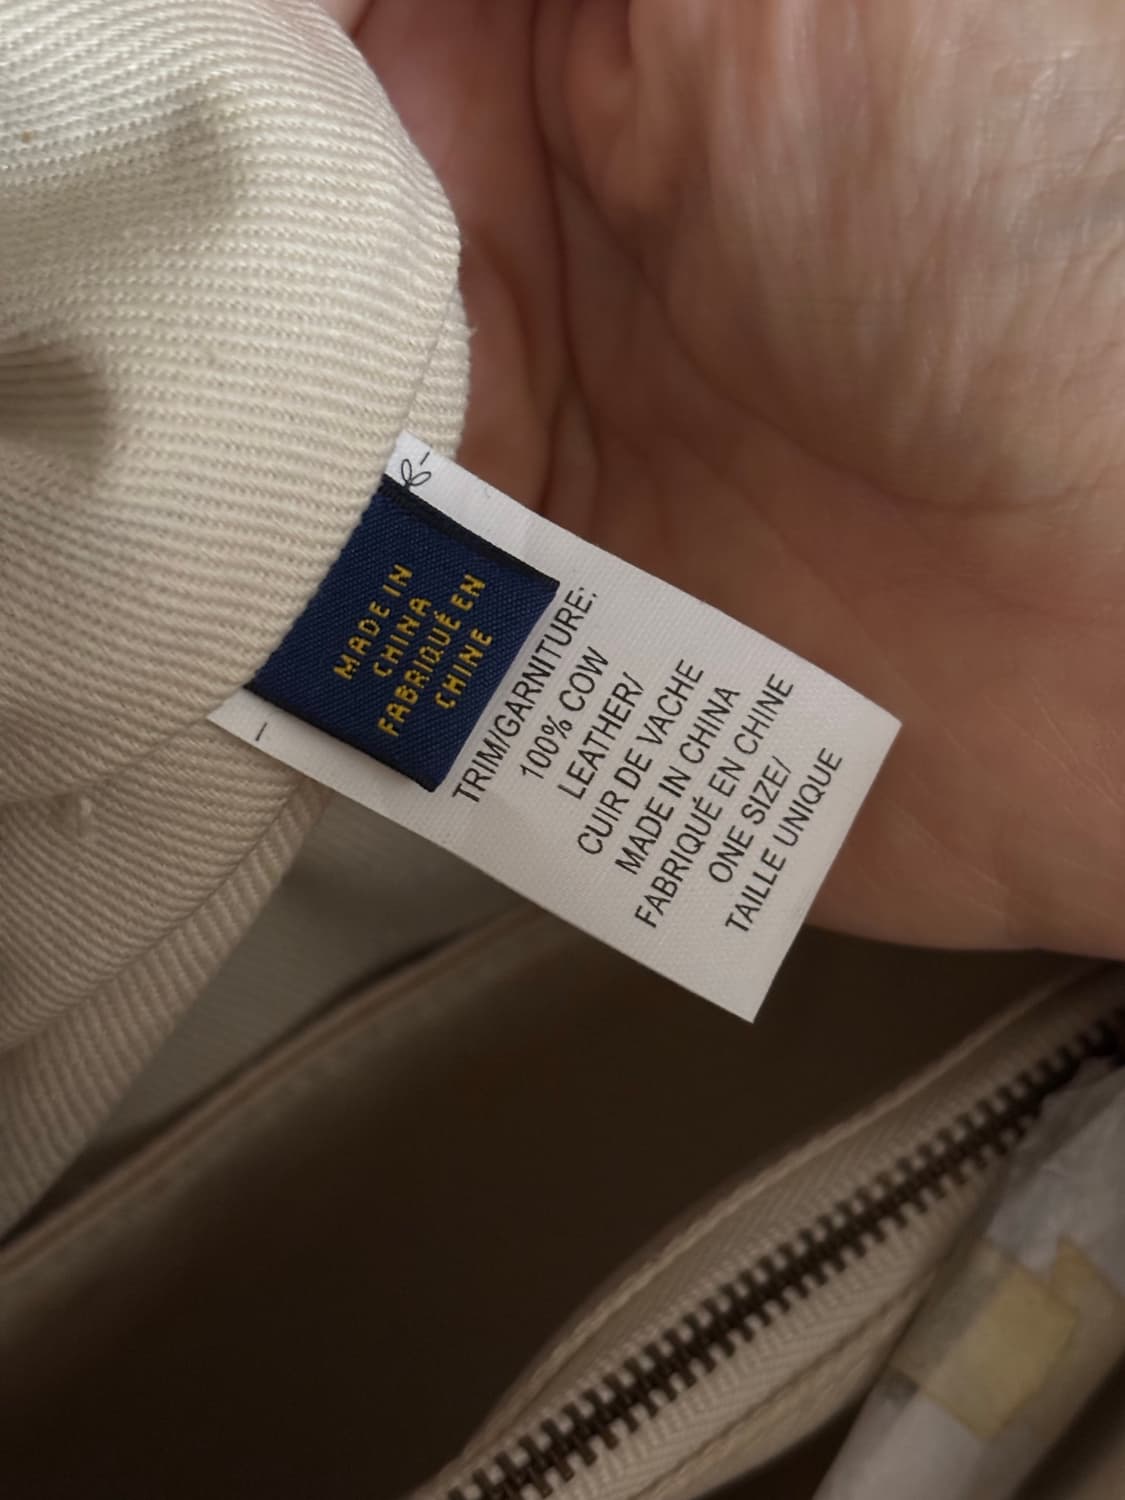 MADE IN
CHINA
FABRIQUÉ EN
CHINE
TRIM/GARNITURE:
100% COW
LEATHER/
CUIR DE VACHE
MADE IN CHINA
FABRIQUÉ EN CHINE
ONE SIZE/
TAILLE UNIQUE